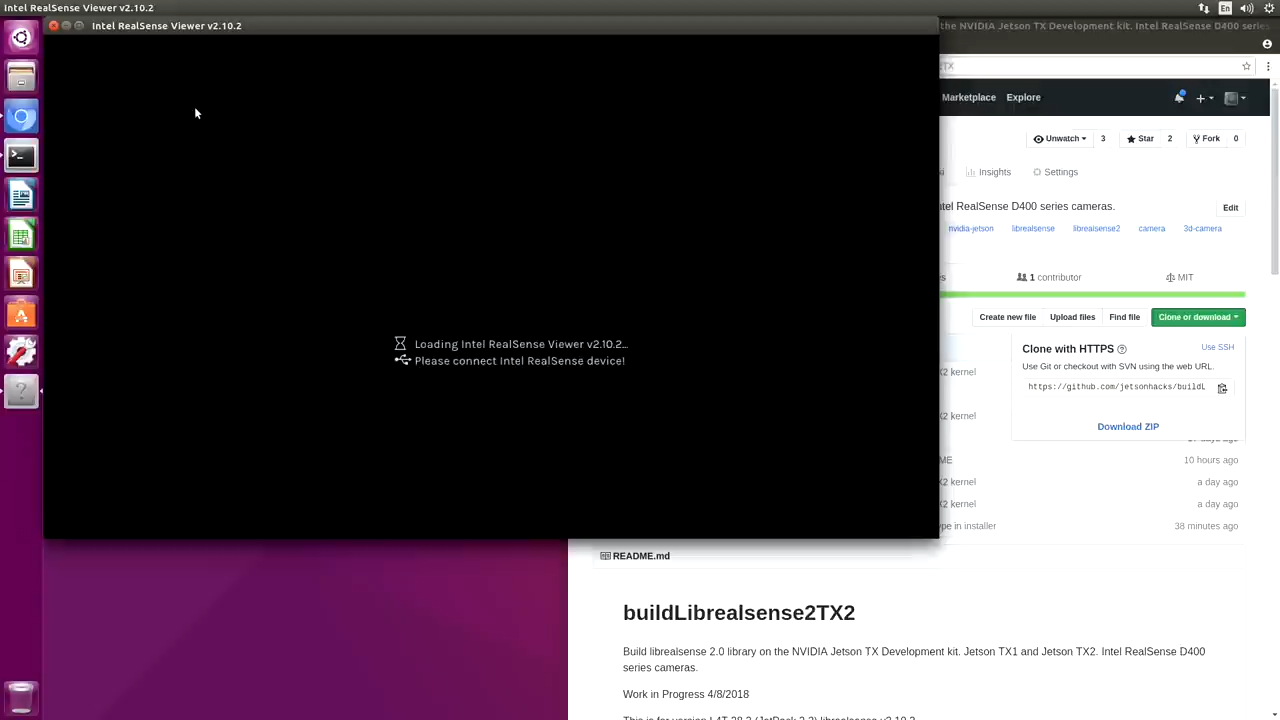 Intel RealSense Viewer v2.10.2
En
Intel RealSense Viewer v2.10.2
the NVIDIA Jetson TX Development kit. Intel RealSense D400 serie
TX
Marketplace Explore
Unwatch 3 Star 2 Fork 0
Insights Settings
ntel RealSense D400 series cameras. Edit
nvidia-jetson librealsense librealsense2 camera 3d-camera
1 contributor MIT
Create new file Upload files Find file Clone or download
Loading Intel RealSense Viewer v2.10.2...
Please connect Intel RealSense device!
Clone with HTTPS Use SSH
Use Git or checkout with SVN using the web URL.
X2 kernel
https://github.com/jetsonhacks/buildL
X2 kernel
Download ZIP
ME 10 hours ago
X2 kernel a day ago
X2 kernel a day ago
ype in installer 38 minutes ago
README.md
buildLibrealsense2TX2
Build librealsense 2.0 library on the NVIDIA Jetson TX Development kit. Jetson TX1 and Jetson TX2. Intel RealSense D400
series cameras.
Work in Progress 4/8/2018